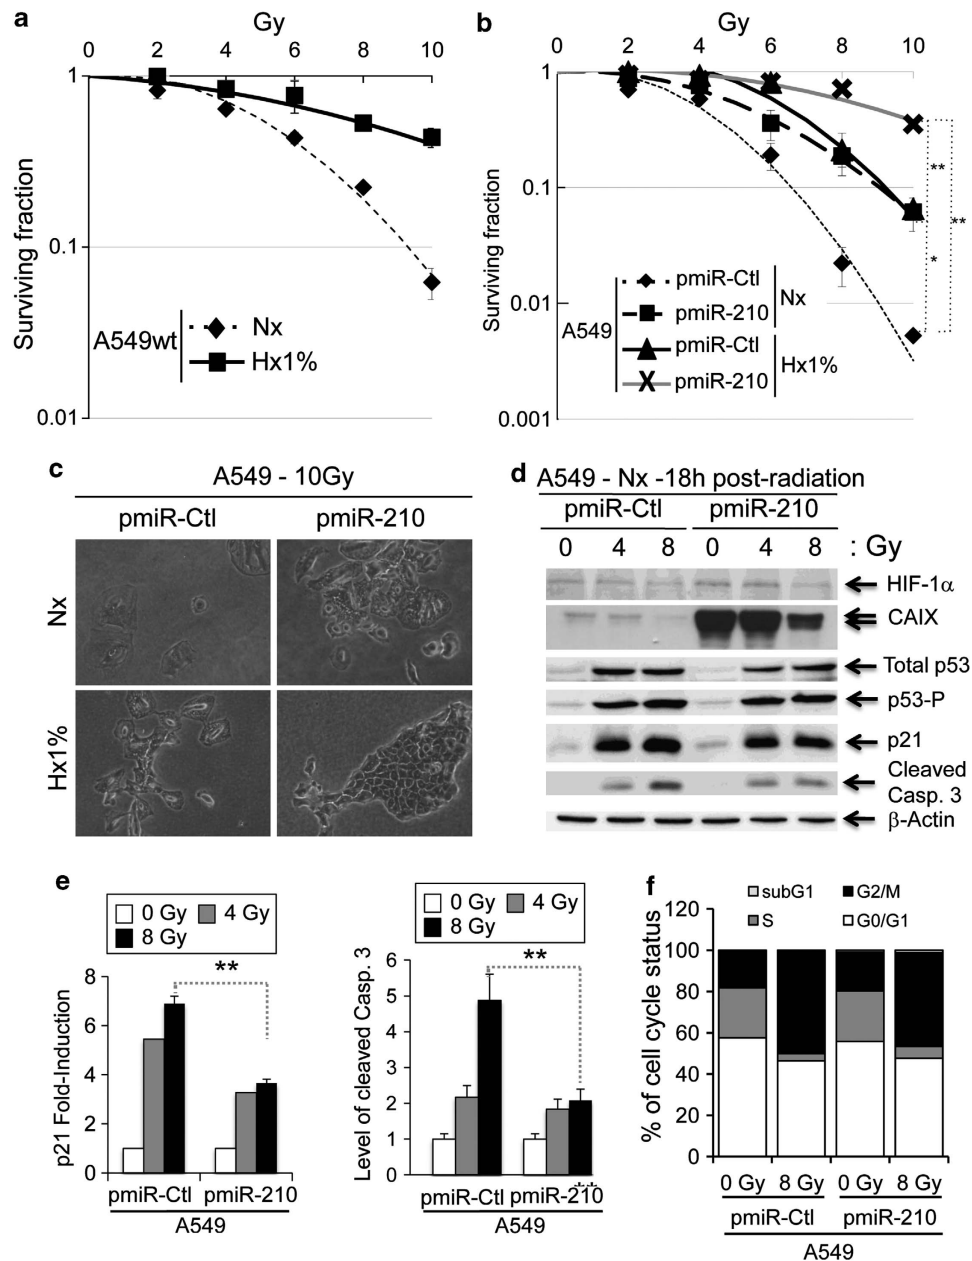 a
Gy
0 2 4 6 8 10
1
0.1
0.01
Surviving fraction
A549wt
Nx
Hx1%
b
Gy
0 2 4 6 8 10
1
0.1
0.01
0.001
Surviving fraction
**
**
*
A549
pmiR-Ctl
pmiR-210
Nx
pmiR-Ctl
pmiR-210
Hx1%
c
A549 - 10Gy
pmiR-Ctl pmiR-210
Nx
Hx1%
d
A549 - Nx -18h post-radiation
pmiR-Ctl pmiR-210
0 4 8 0 4 8 : Gy
HIF-1α
CAIX
Total p53
p53-P
p21
Cleaved
Casp. 3
β-Actin
e
0 Gy 4 Gy
8 Gy
**
8
6
4
2
0
p21 Fold-Induction
pmiR-Ctl pmiR-210
A549
0 Gy 4 Gy
8 Gy
**
6
5
4
3
2
1
0
Level of cleaved Casp. 3
pmiR-Ctl pmiR-210
**
A549
f
subG1 G2/M
S G0/G1
120
100
80
60
40
20
0
% of cell cycle status
0 Gy 8 Gy 0 Gy 8 Gy
pmiR-Ctl pmiR-210
A549